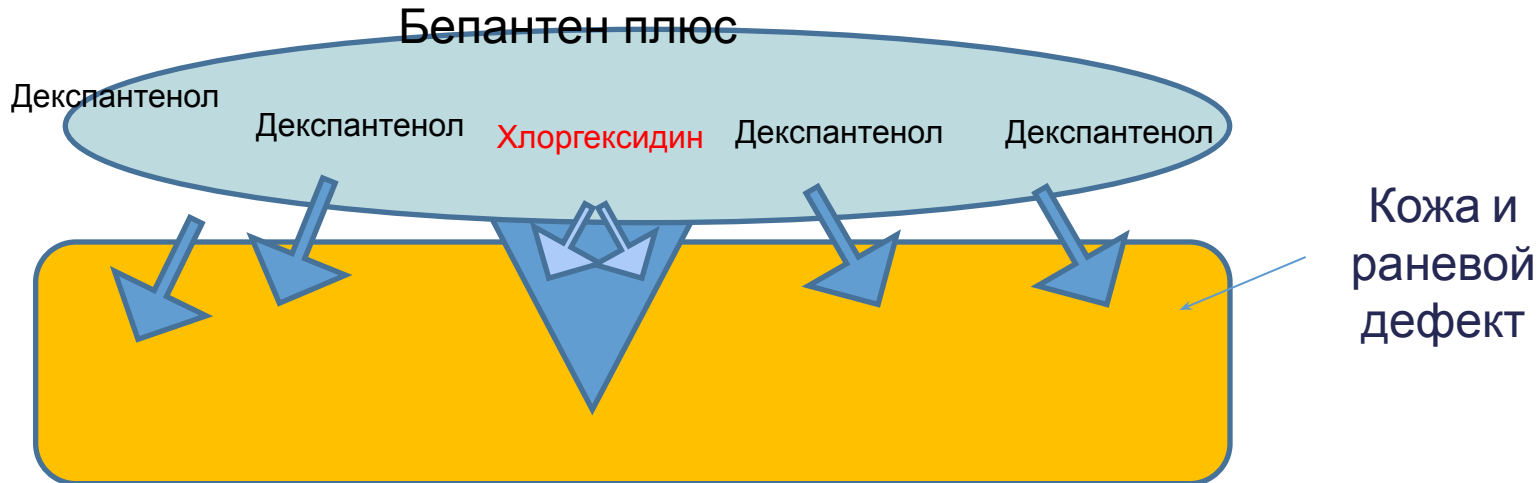 Бепантен плюс
Декспантенол
Декспантенол
Хлоргексидин
Декспантенол
Декспантенол
Кожа и
раневой
дефект